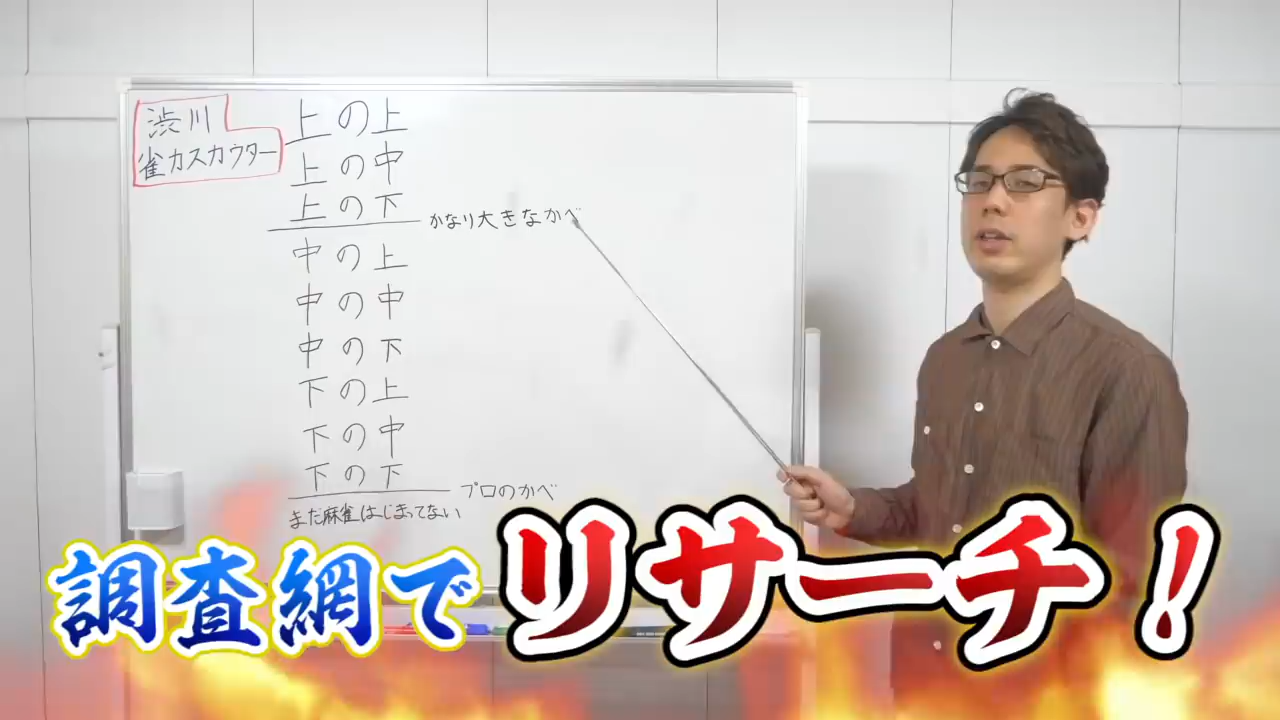 渋川
雀カスカウター
上の上
上の中
上の下
かなり大きなかべ
中の上
中の中
中の下
下の上
下の中
下の下
プロのかべ
まだ麻雀はじまってない
調査網でリサーチ!